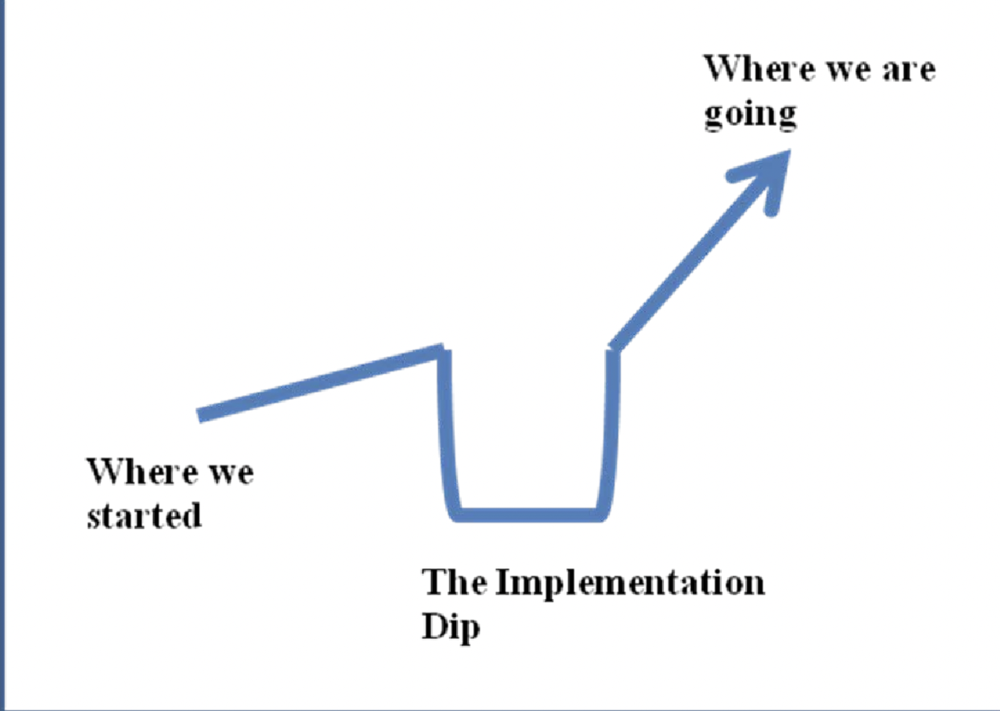 Where we are
going
Where we
started
The Implementation
Dip